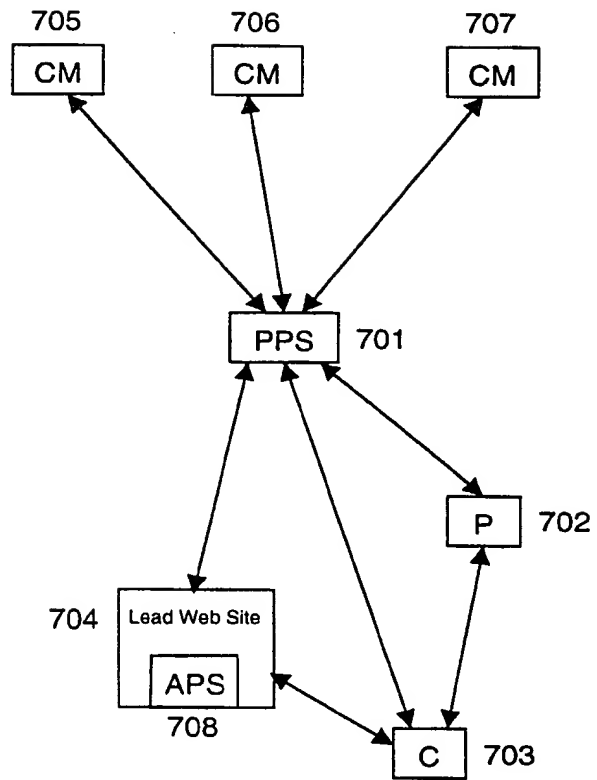 705 706 707
CM CM CM
PPS 701
P 702
704 Lead Web Site
APS
708
C 703